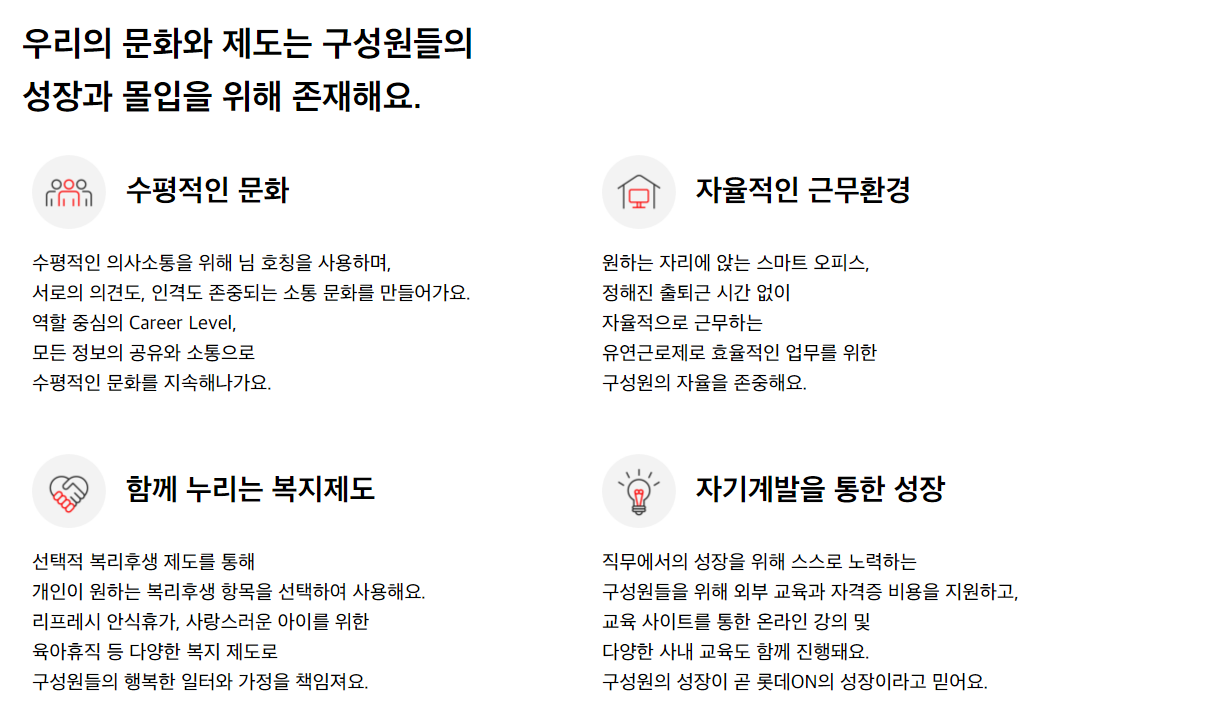 우리의 문화와 제도는 구성원들의
성장과 몰입을 위해 존재해요.
수평적인 문화
수평적인 의사소통을 위해 님 호칭을 사용하며,
서로의 의견도, 인격도 존중되는 소통 문화를 만들어가요.
역할 중심의 Career Level,
모든 정보의 공유와 소통으로
수평적인 문화를 지속해나가요.
자율적인 근무환경
원하는 자리에 앉는 스마트 오피스,
정해진 출퇴근 시간 없이
자율적으로 근무하는
유연근로제로 효율적인 업무를 위한
구성원의 자율을 존중해요.
함께 누리는 복지제도
선택적 복리후생 제도를 통해
개인이 원하는 복리후생 항목을 선택하여 사용해요.
리프레시 안식휴가, 사랑스러운 아이를 위한
육아휴직 등 다양한 복지 제도로
구성원들의 행복한 일터와 가정을 책임져요.
자기계발을 통한 성장
직무에서의 성장을 위해 스스로 노력하는
구성원들을 위해 외부 교육과 자격증 비용을 지원하고,
교육 사이트를 통한 온라인 강의 및
다양한 사내 교육도 함께 진행돼요.
구성원의 성장이 곧 롯데ON의 성장이라고 믿어요.